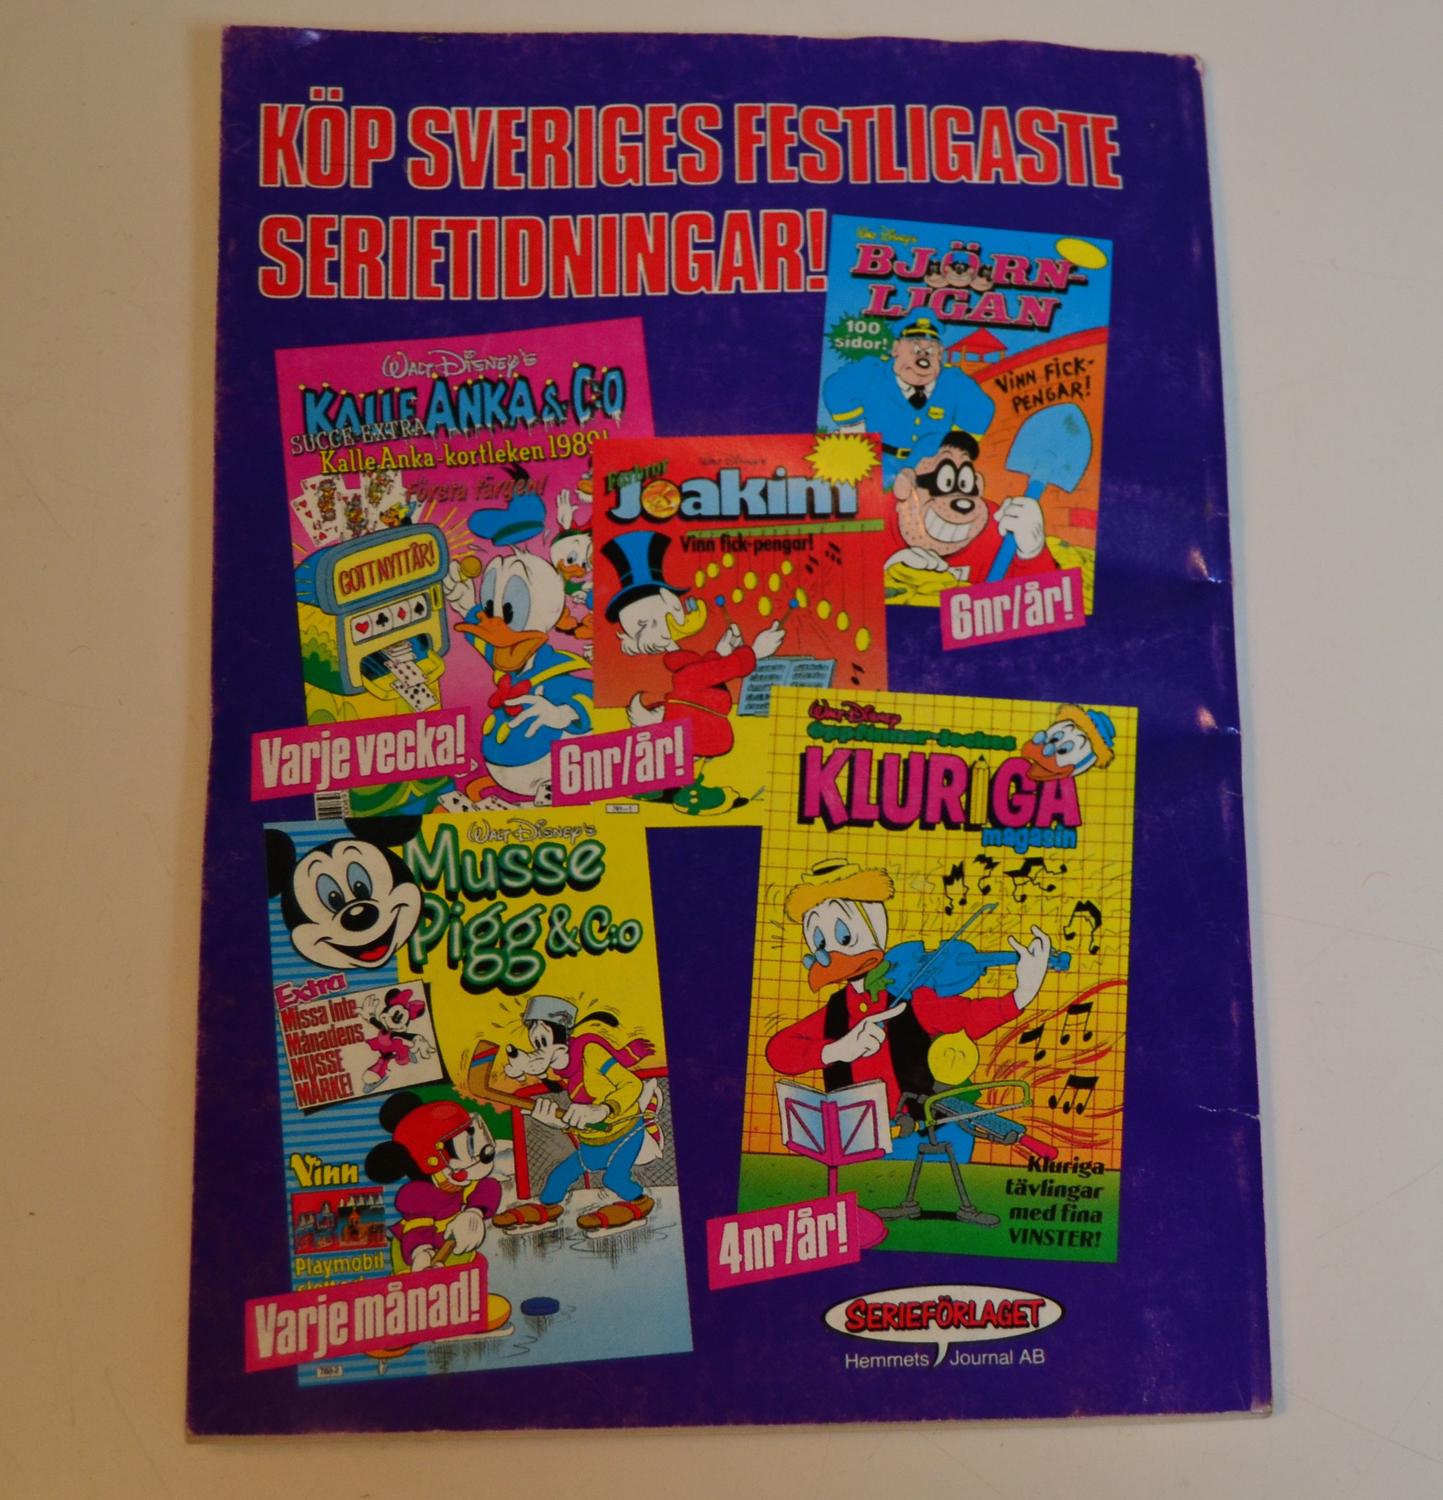 KÖP SVERIGES FESTLIGASTE
SERIETIDNINGAR!
Walt Disney's
BJÖRN-
LIGAN
100
sidor!
VINN FICK-
PENGAR!
6nr/år!
WALT DISNEY'S
KALLE ANKA & C:O
SUCCÉ-EXTRA
Kalle Anka-kortleken 1989!
Första färgen!
GOTT NYTT ÅR!
Varje vecka!
Farbror
Walt Disney's
Joakim
Vinn fick-pengar!
6nr/år!
Walt Disney
Oppfinnar-Jockes
KLURIGA
magasin
Kluriga
tävlingar
med fina
VINSTER!
4nr/år!
WALT DISNEY'S
Musse
Pigg & C:o
Extra
Missa inte
Månadens
MUSSE
MÄRKE!
Vinn
Playmobil
Varje månad!
SERIEFÖRLAGET
Hemmets Journal AB